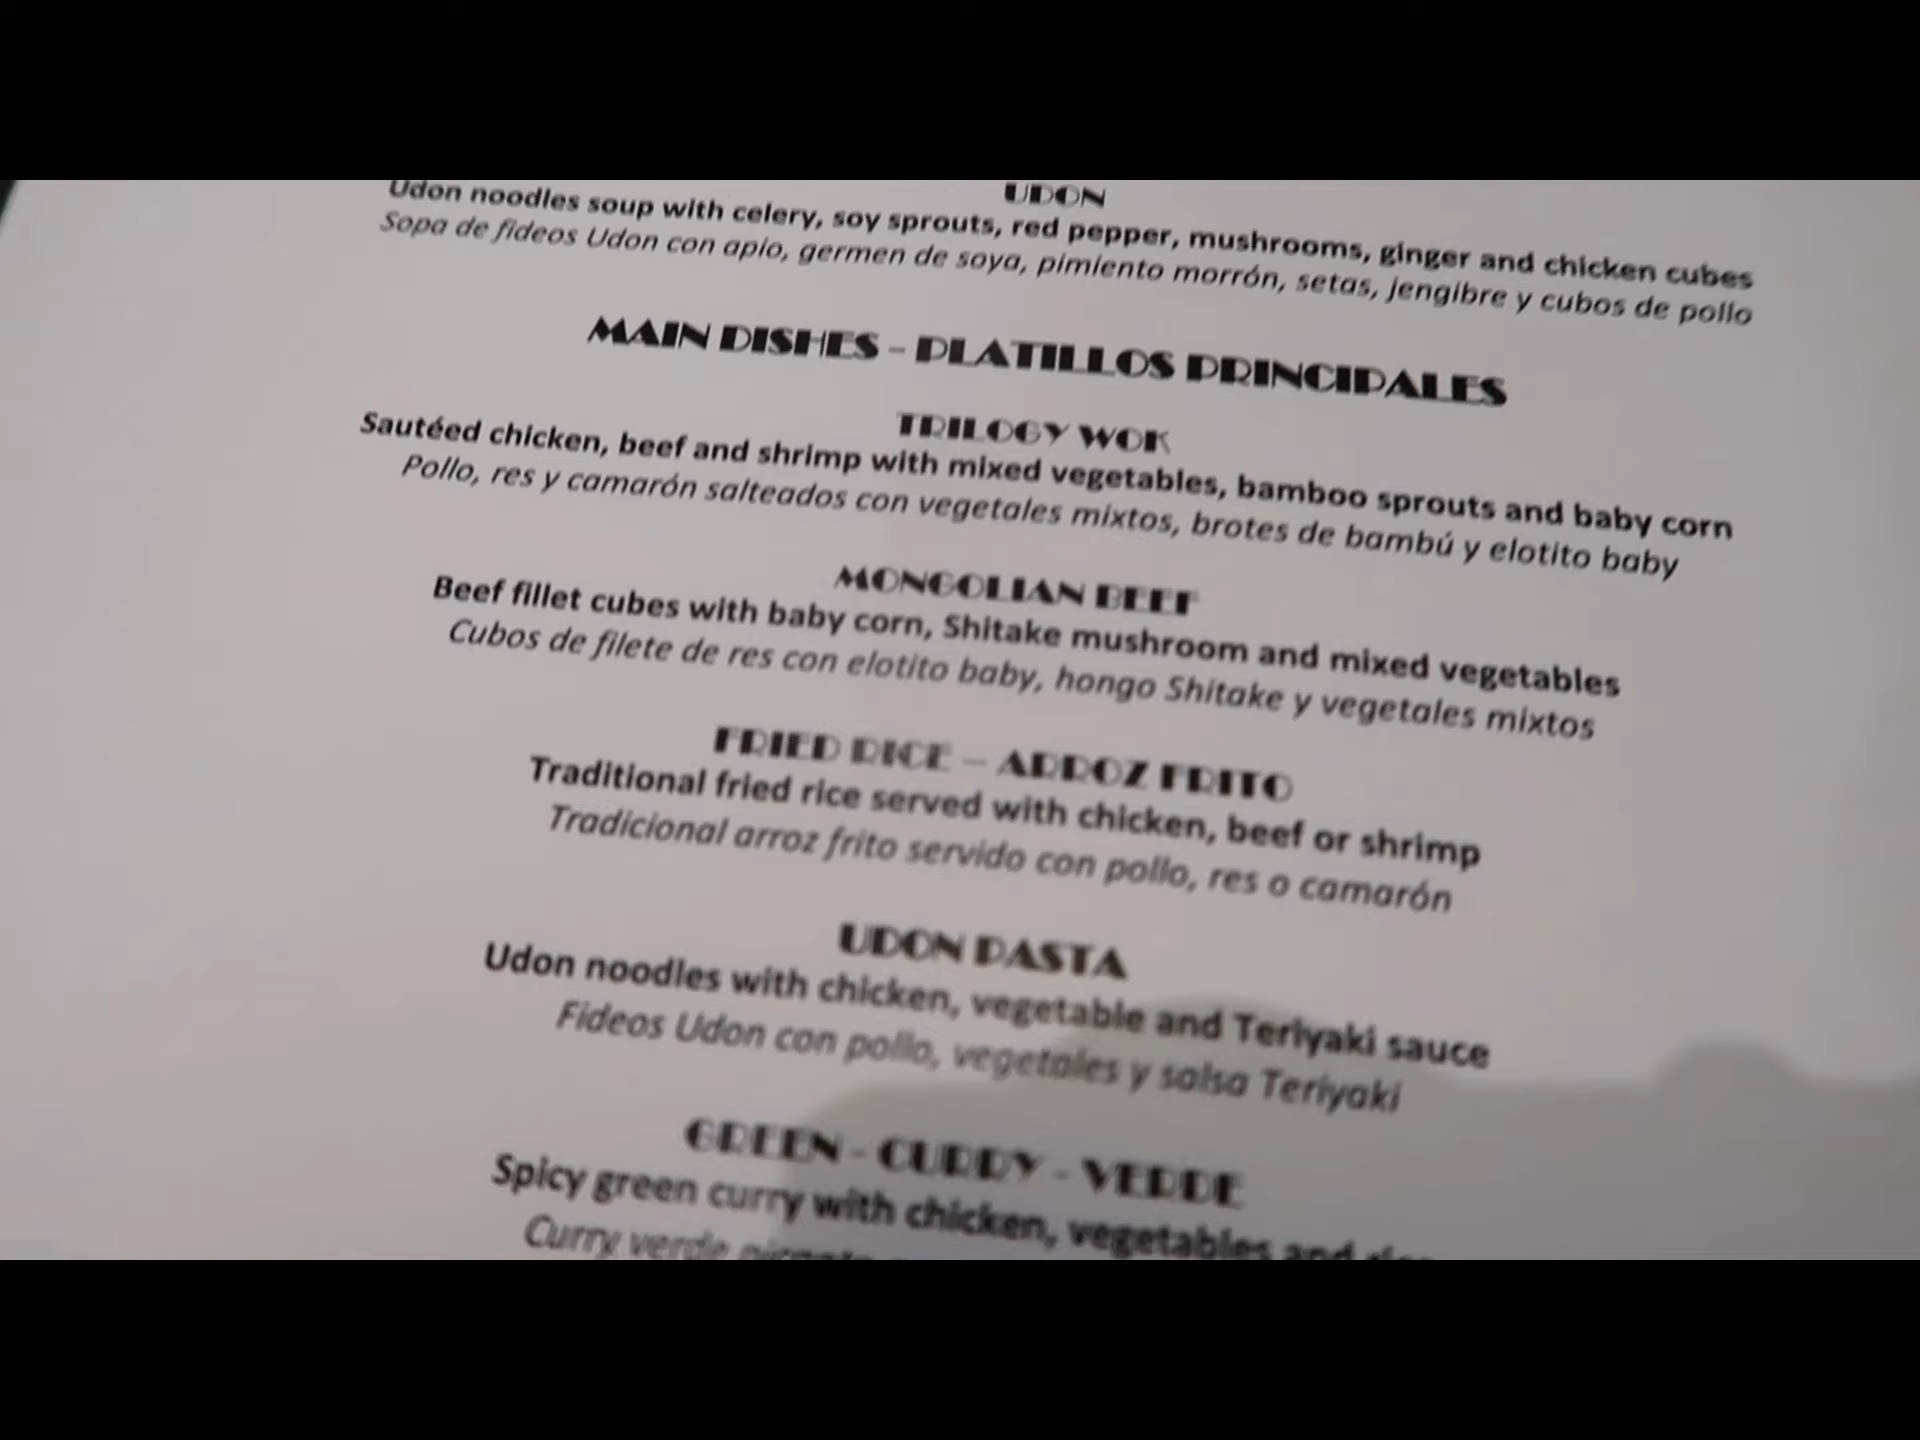 UDON
Udon noodles soup with celery, soy sprouts, red pepper, mushrooms, ginger and chicken cubes
Sopa de fideos Udon con apio, germen de soya, pimiento morrón, setas, jengibre y cubos de pollo
MAIN DISHES - PLATILLOS PRINCIPALES
TRILOGY WOK
Sautéed chicken, beef and shrimp with mixed vegetables, bamboo sprouts and baby corn
Pollo, res y camarón salteados con vegetales mixtos, brotes de bambú y elotito baby
MONGOLIAN BEEF
Beef fillet cubes with baby corn, Shitake mushroom and mixed vegetables
Cubos de filete de res con elotito baby, hongo Shitake y vegetales mixtos
FRIED RICE – ARROZ FRITO
Traditional fried rice served with chicken, beef or shrimp
Tradicional arroz frito servido con pollo, res o camarón
UDON PASTA
Udon noodles with chicken, vegetable and Teriyaki sauce
Fideos Udon con pollo, vegetales y salsa Teriyaki
GREEN - CURRY - VERDE
Spicy green curry with chicken, vegetables and
Curry verde